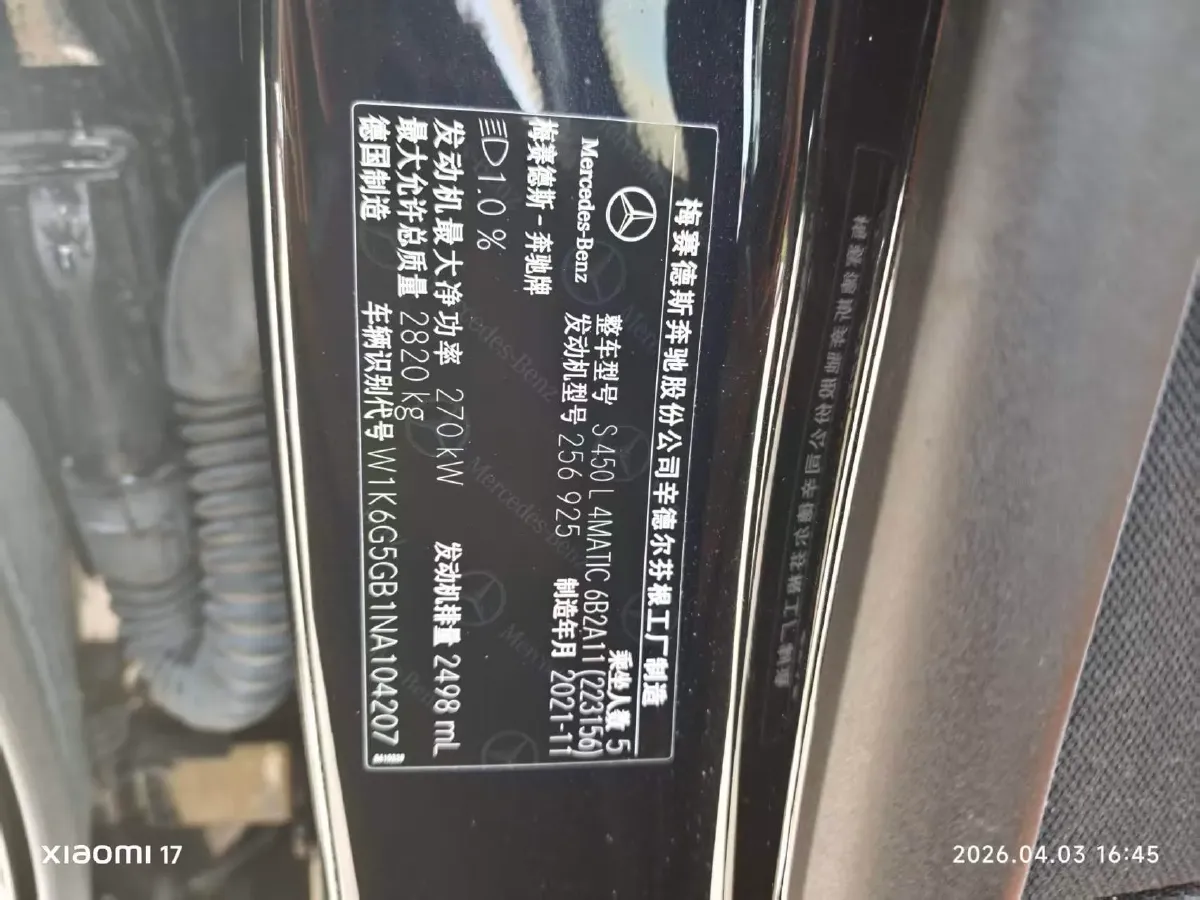 梅赛德斯奔驰股份公司辛德尔芬根工厂制造
Mercedes-Benz
乘坐人数 5
整车型号 S 450 L 4MATIC 6B2A11(223156)
发动机型号 256 925
制造年月 2021-11
梅赛德斯-奔驰牌
1.0 %
发动机最大净功率 270 kW
发动机排量 2498 mL
最大允许总质量 2820 kg
德国制造
车辆识别代号 W1K6G5GB1NA104207
XIAOMI 17
2026.04.03 16:45